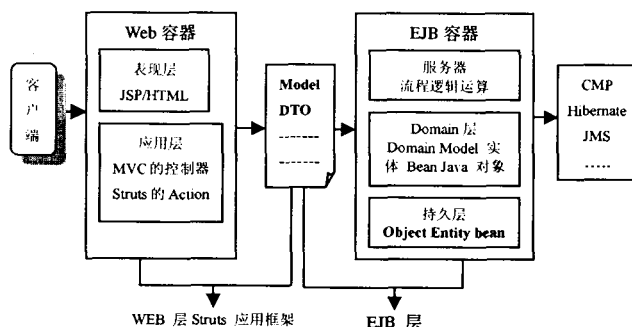 Web 容器
EJB 容器
客
户
端
表现层
JSP/HTML
应用层
MVC 的控制器
Struts 的 Action
Model
DTO
--------
--------
服务器
流程逻辑运算
Domain 层
Domain Model 实
体 Bean Java 对象
持久层
Object Entity bean
CMP
Hibernate
JMS
.....
WEB 层 Struts 应用框架
EJB 层